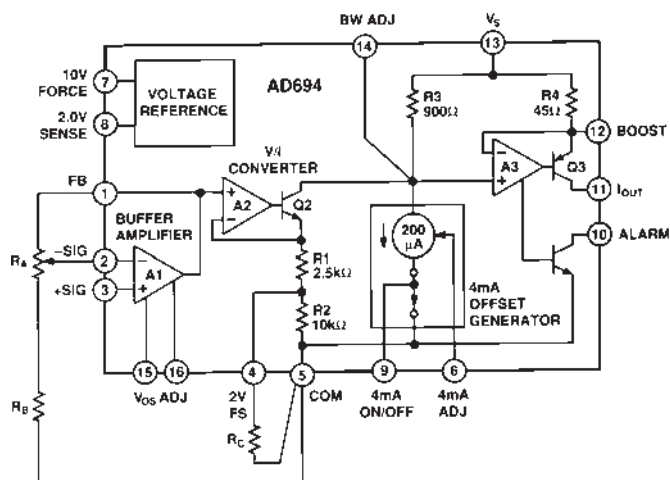 BW ADJ
VS
14
13
10V
FORCE
7
VOLTAGE
REFERENCE
AD694
R3
900Ω
R4
45Ω
2.0V
SENSE
8
12
BOOST
V/I
CONVERTER
A3
Q3
FB
1
A2
Q2
11
IOUT
BUFFER
AMPLIFIER
200
µA
10
ALARM
RA
−SIG
2
A1
R1
2.5kΩ
+SIG
3
4mA
OFFSET
GENERATOR
R2
10kΩ
15
16
4
5
9
6
VOS ADJ
2V
FS
COM
4mA
ON/OFF
4mA
ADJ
RB
RC